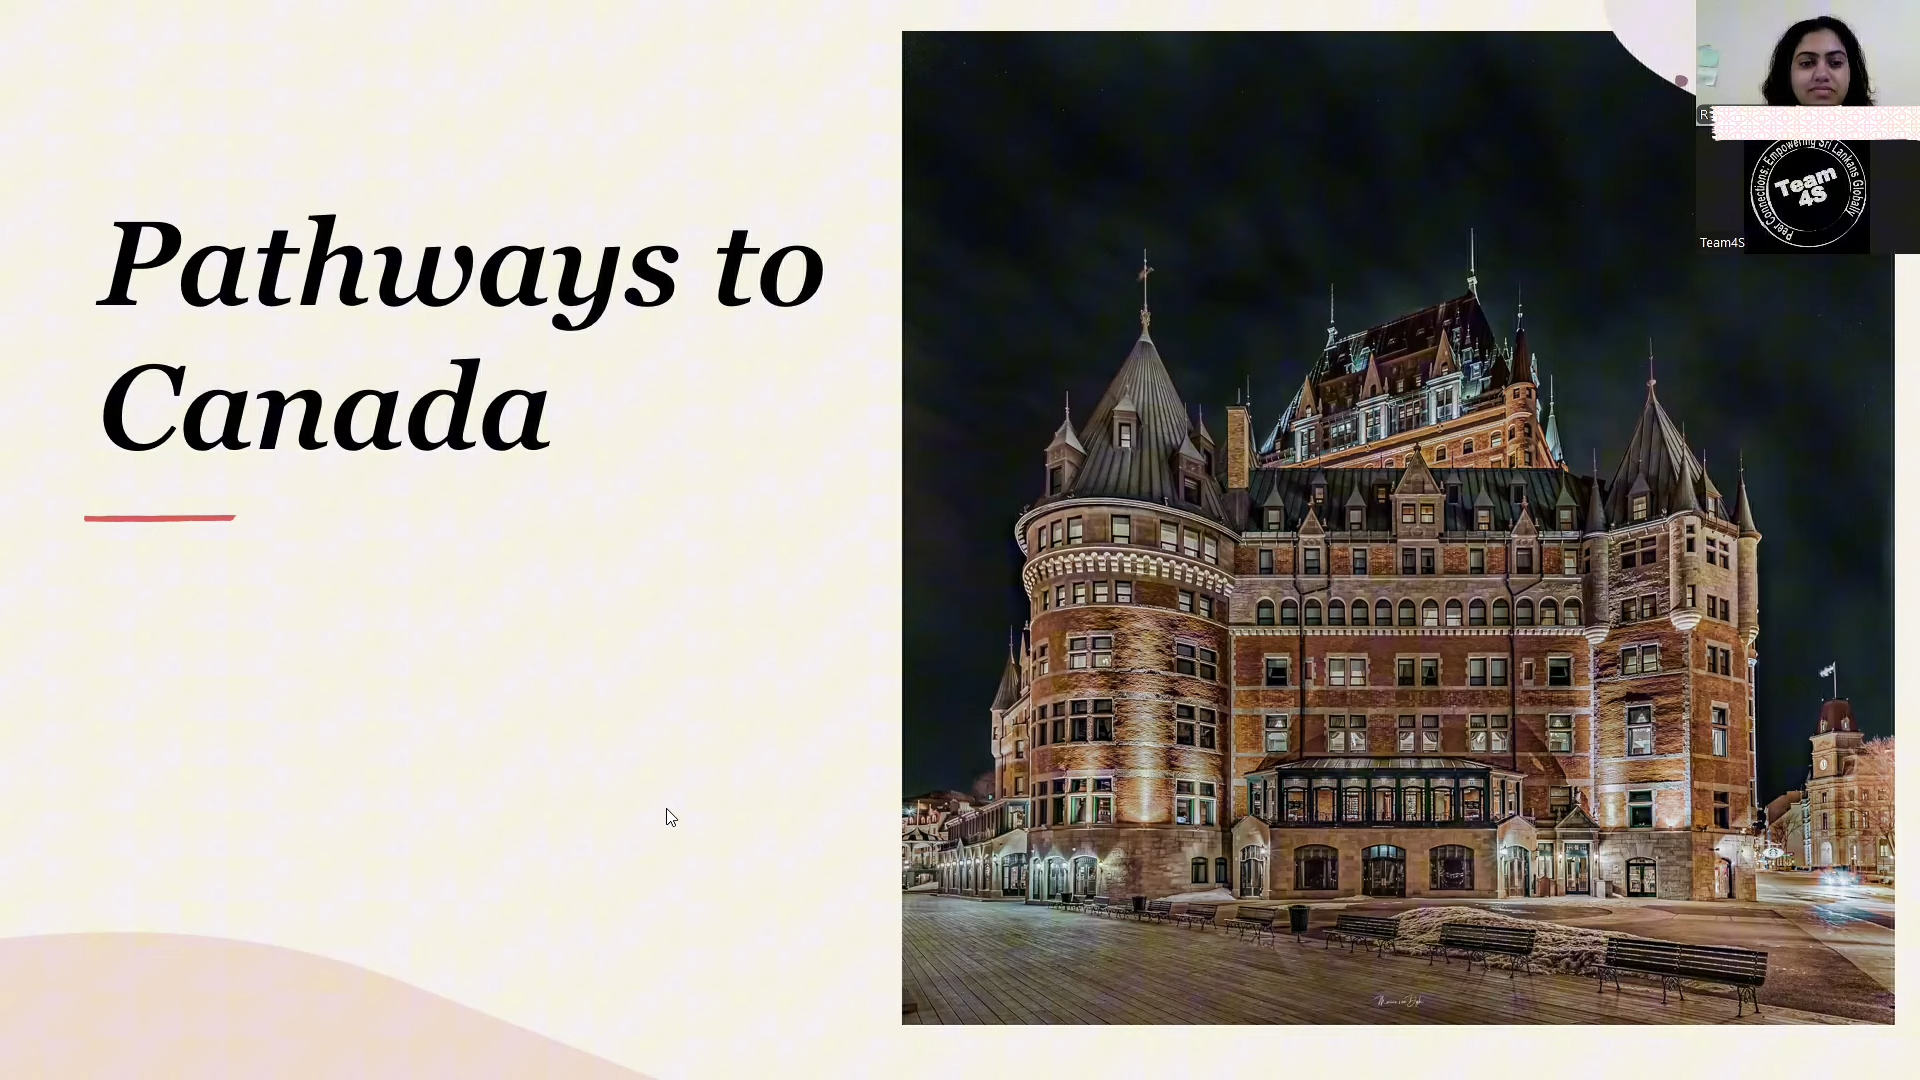 Pathways to
Canada
R
Peer Connections: Empowering Sri Lankans Globally
Team
4S
Team4S